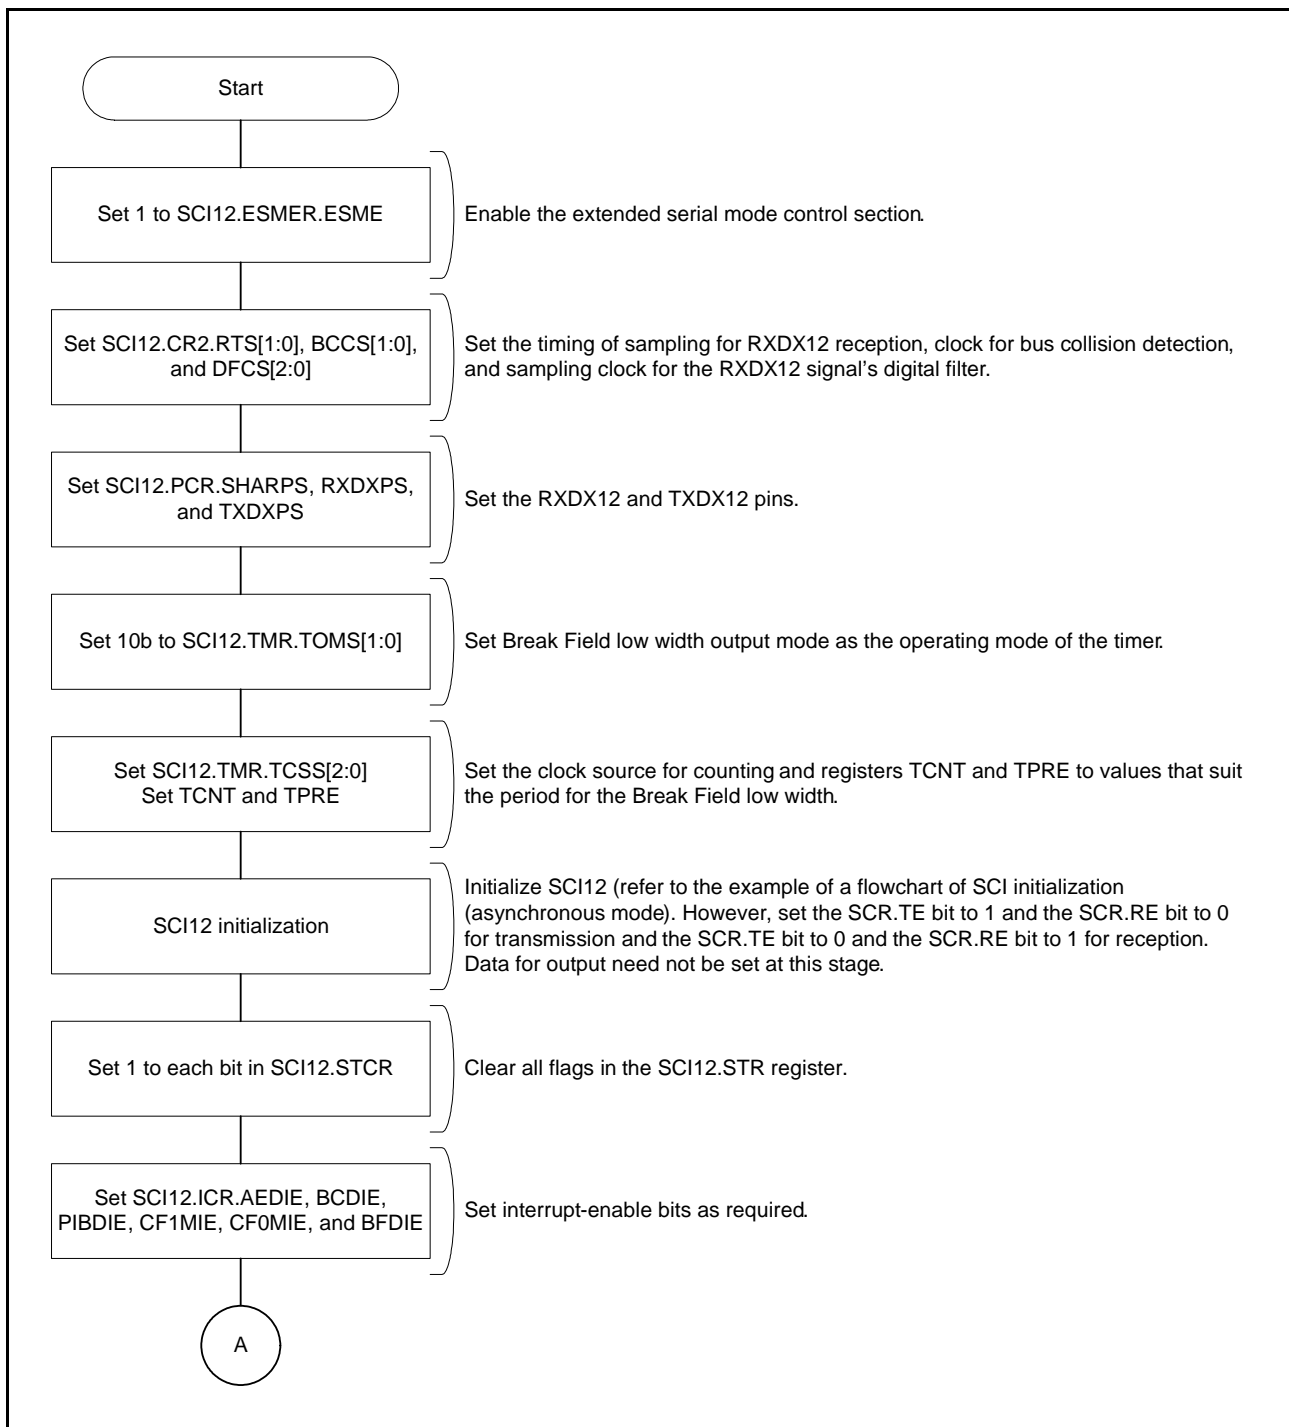 Start
Set 1 to SCI12.ESMER.ESME
Enable the extended serial mode control section.
Set SCI12.CR2.RTS[1:0], BCCS[1:0],
and DFCS[2:0]
Set the timing of sampling for RXDX12 reception, clock for bus collision detection,
and sampling clock for the RXDX12 signal's digital filter.
Set SCI12.PCR.SHARPS, RXDXPS,
and TXDXPS
Set the RXDX12 and TXDX12 pins.
Set 10b to SCI12.TMR.TOMS[1:0]
Set Break Field low width output mode as the operating mode of the timer.
Set SCI12.TMR.TCSS[2:0]
Set TCNT and TPRE
Set the clock source for counting and registers TCNT and TPRE to values that suit
the period for the Break Field low width.
SCI12 initialization
Initialize SCI12 (refer to the example of a flowchart of SCI initialization
(asynchronous mode). However, set the SCR.TE bit to 1 and the SCR.RE bit to 0
for transmission and the SCR.TE bit to 0 and the SCR.RE bit to 1 for reception.
Data for output need not be set at this stage.
Set 1 to each bit in SCI12.STCR
Clear all flags in the SCI12.STR register.
Set SCI12.ICR.AEDIE, BCDIE,
PIBDIE, CF1MIE, CF0MIE, and BFDIE
Set interrupt-enable bits as required.
A